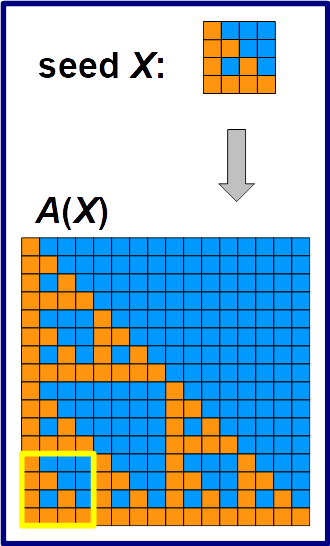 seed X:
A(X)